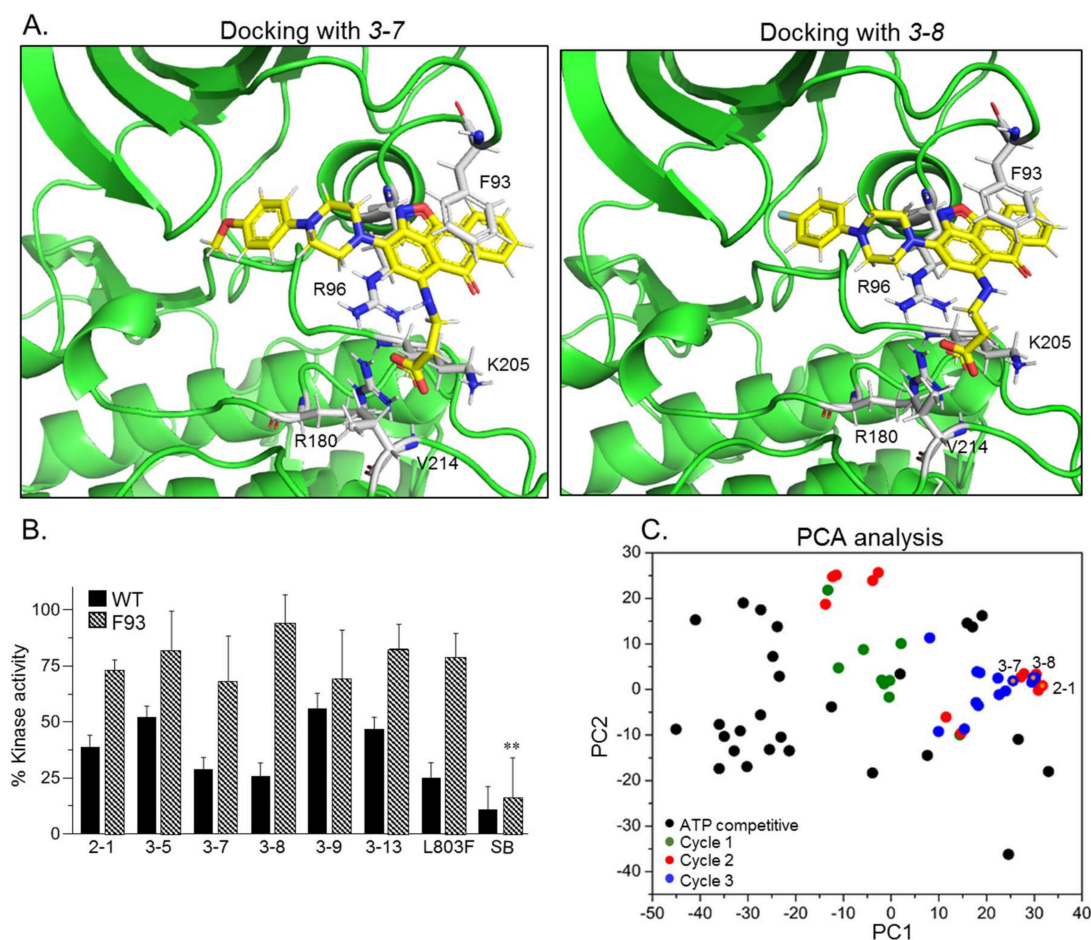 A.
Docking with 3-7
Docking with 3-8
F93
R96
K205
R180
V214
F93
R96
K205
R180
V214
B.
WT
F93
% Kinase activity
100
75
50
25
0
**
2-1 3-5 3-7 3-8 3-9 3-13 L803F SB
C.
PCA analysis
PC2
30
20
10
0
-10
-20
-30
-40
3-7
3-8
2-1
ATP competitive
Cycle 1
Cycle 2
Cycle 3
-50 -40 -30 -20 -10 0 10 20 30 40
PC1